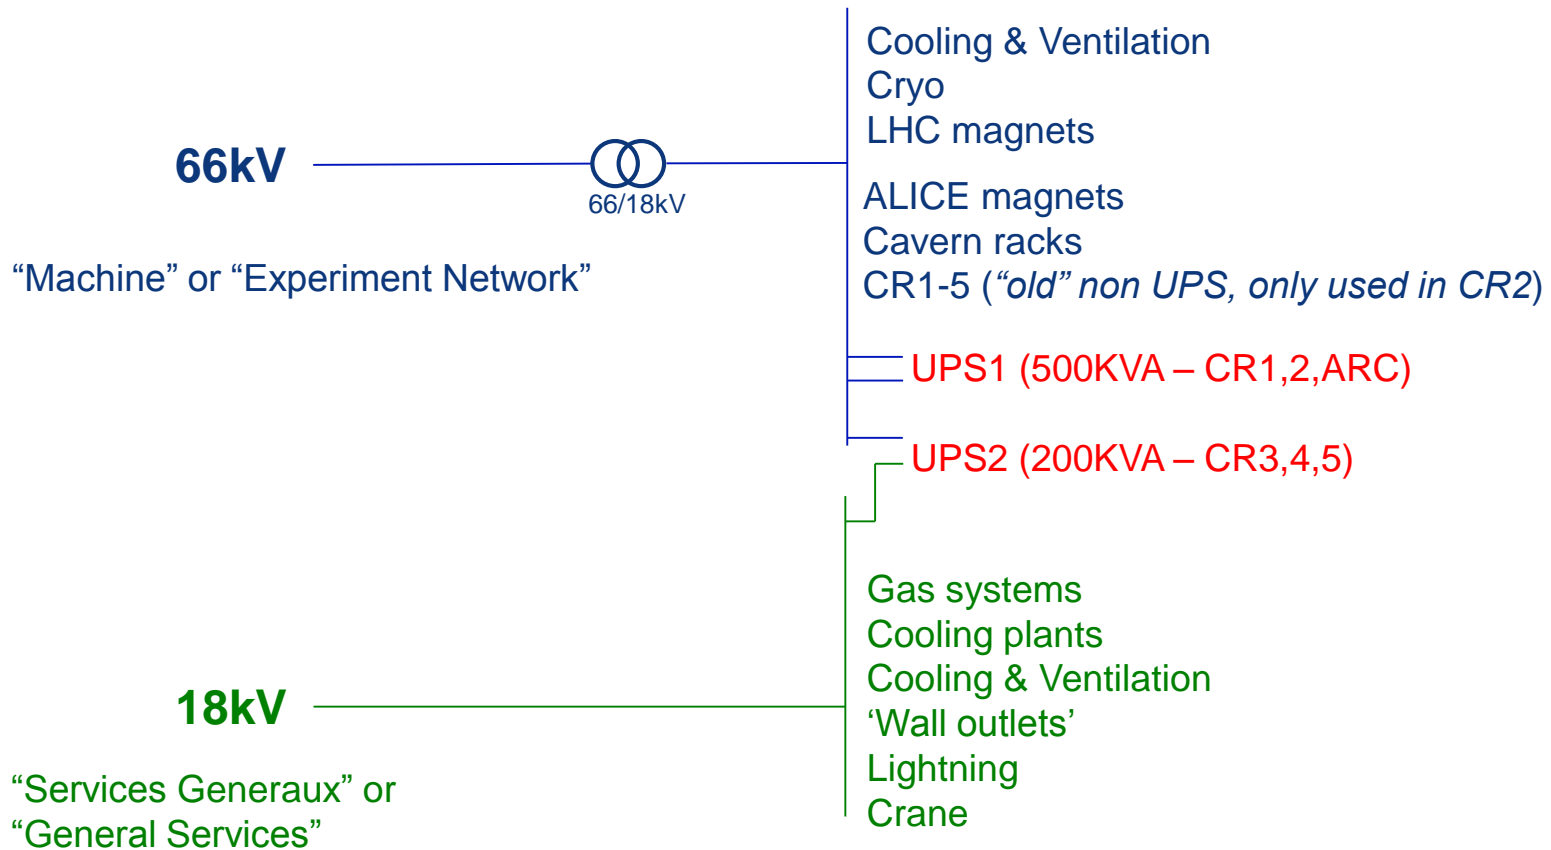 Cooling & Ventilation
Cryo
LHC magnets
66kV
66/18kV
ALICE magnets
Cavern racks
“Machine” or “Experiment Network”
CR1-5 (“old” non UPS, only used in CR2)
UPS1 (500KVA – CR1,2,ARC)
UPS2 (200KVA – CR3,4,5)
Gas systems
Cooling plants
Cooling & Ventilation
18kV
‘Wall outlets’
Lightning
Crane
“Services Generaux” or
“General Services”